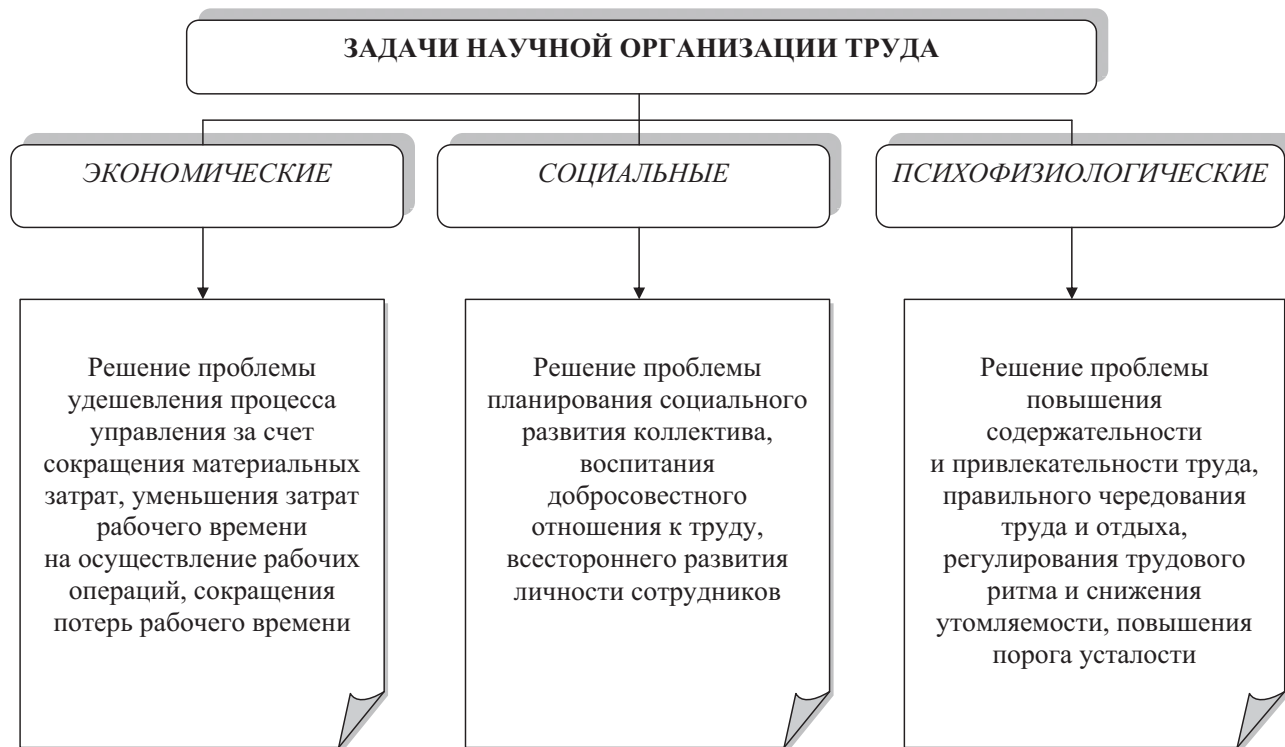 ЗАДАЧИ НАУЧНОЙ ОРГАНИЗАЦИИ ТРУДА
ЭКОНОМИЧЕСКИЕ
СОЦИАЛЬНЫЕ
ПСИХОФИЗИОЛОГИЧЕСКИЕ
Решение проблемы
удешевления процесса
управления за счет
сокращения материальных
затрат, уменьшения затрат
рабочего времени
на осуществление рабочих
операций, сокращения
потерь рабочего времени
Решение проблемы
планирования социального
развития коллектива,
воспитания
добросовестного
отношения к труду,
всестороннего развития
личности сотрудников
Решение проблемы
повышения
содержательности
и привлекательности труда,
правильного чередования
труда и отдыха,
регулирования трудового
ритма и снижения
утомляемости, повышения
порога усталости